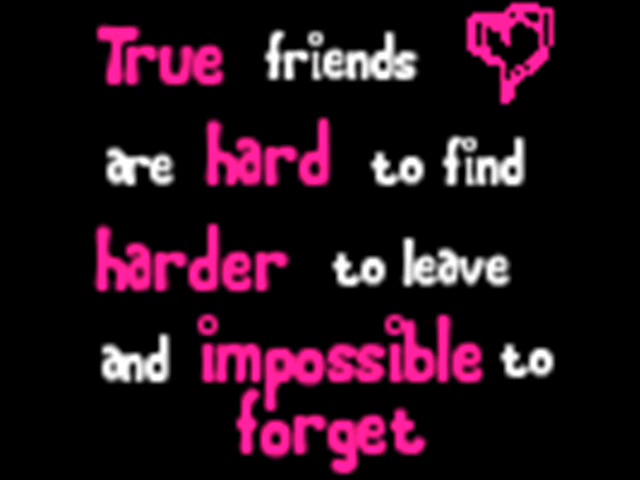 True friends
are hard to find
harder to leave
and impossible to
forget